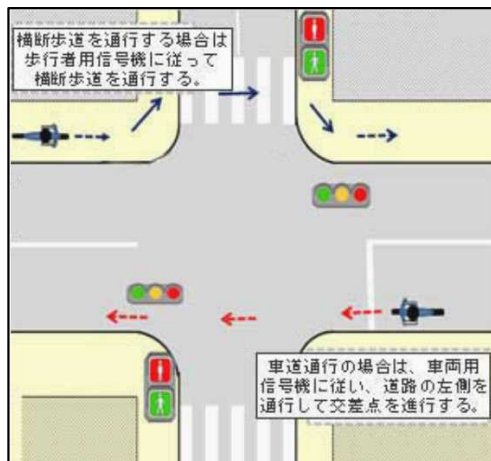 横断歩道を通行する場合は
歩行者用信号機に従って
横断歩道を通行する。
車道通行の場合は、車両用
信号機に従い、道路の左側を
通行して交差点を進行する。